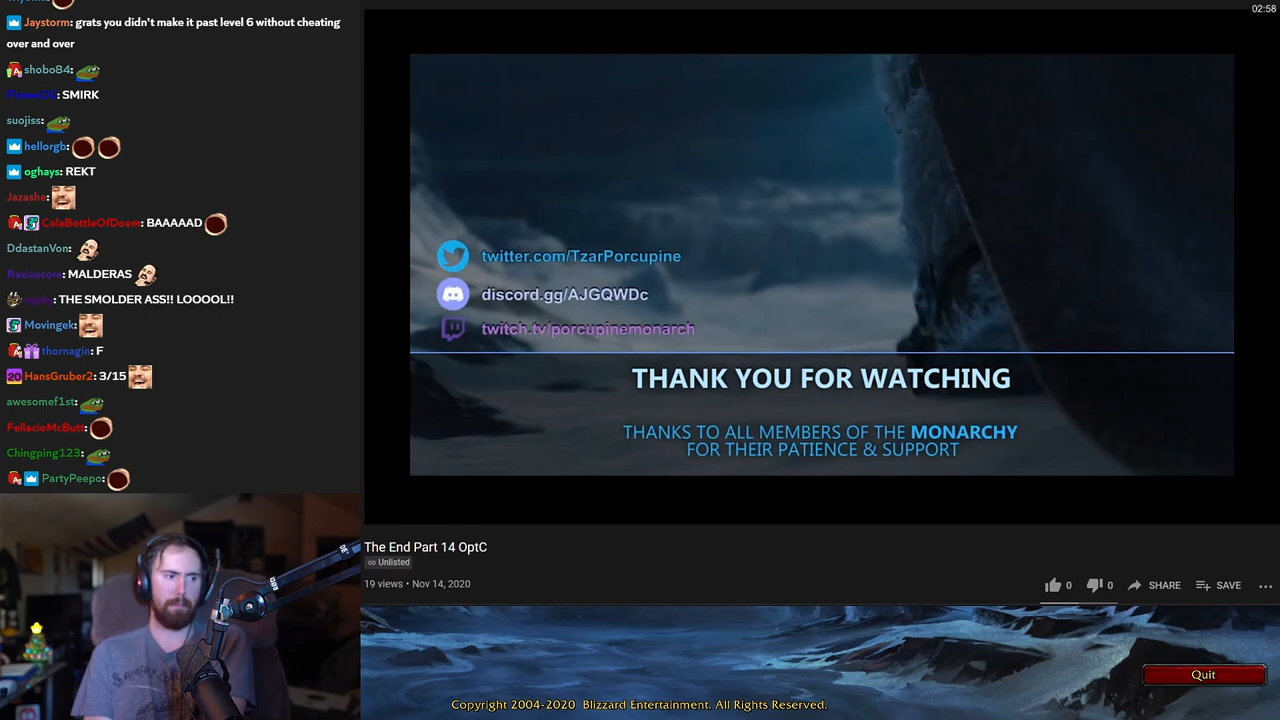 Jaystorm: grats you didn't make it past level 6 without cheating
over and over
shobo84:
: SMIRK
suojiss:
hellorgb:
oghays: REKT
Jazashe:
ColaBottleOfDoom: BAAAAAD
DdastanVon:
Raxiuscore: MALDERAS
: THE SMOLDER ASS!! LOOOOL!!
Movingek:
thornagin: F
20 HansGruber2: 3/15
awesomef1st:
FellacioMcButt:
Chingping123:
PartyPeepo:
02:58
twitter.com/TzarPorcupine
discord.gg/AJGQWDc
twitch.tv/porcupinemonarch
THANK YOU FOR WATCHING
THANKS TO ALL MEMBERS OF THE MONARCHY
FOR THEIR PATIENCE & SUPPORT
The End Part 14 OptC
Unlisted
19 views • Nov 14, 2020
0 0 SHARE SAVE
Quit
Copyright 2004-2020 Blizzard Entertainment. All Rights Reserved.